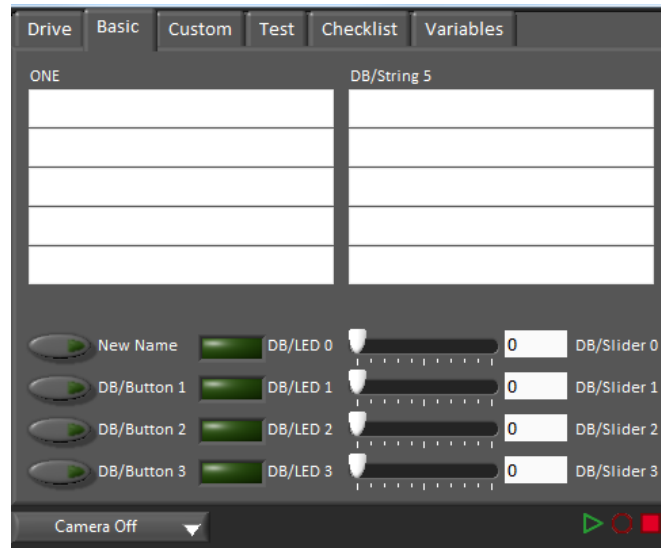 Drive Basic Custom Test Checklist Variables
ONE DB/String 5
New Name DB/LED 0 0 DB/Slider 0
DB/Button 1 DB/LED 1 0 DB/Slider 1
DB/Button 2 DB/LED 2 0 DB/Slider 2
DB/Button 3 DB/LED 3 0 DB/Slider 3
Camera Off